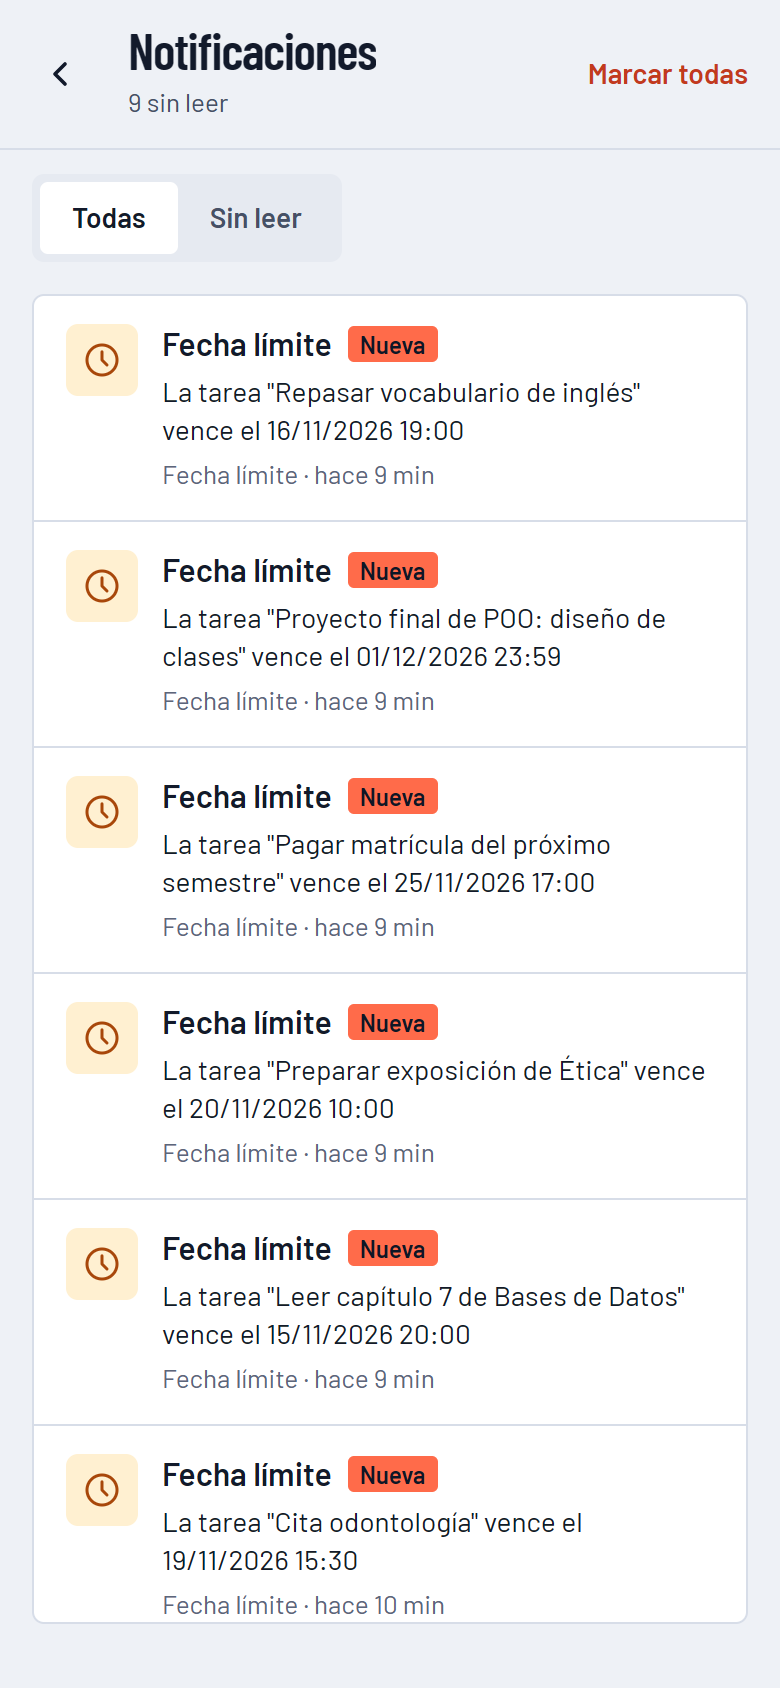 Notificaciones
9 sin leer
Marcar todas
Todas
Sin leer
Fecha límite Nueva
La tarea "Repasar vocabulario de inglés"
vence el 16/11/2026 19:00
Fecha límite · hace 9 min
Fecha límite Nueva
La tarea "Proyecto final de POO: diseño de
clases" vence el 01/12/2026 23:59
Fecha límite · hace 9 min
Fecha límite Nueva
La tarea "Pagar matrícula del próximo
semestre" vence el 25/11/2026 17:00
Fecha límite · hace 9 min
Fecha límite Nueva
La tarea "Preparar exposición de Ética" vence
el 20/11/2026 10:00
Fecha límite · hace 9 min
Fecha límite Nueva
La tarea "Leer capítulo 7 de Bases de Datos"
vence el 15/11/2026 20:00
Fecha límite · hace 9 min
Fecha límite Nueva
La tarea "Cita odontología" vence el
19/11/2026 15:30
Fecha límite · hace 10 min